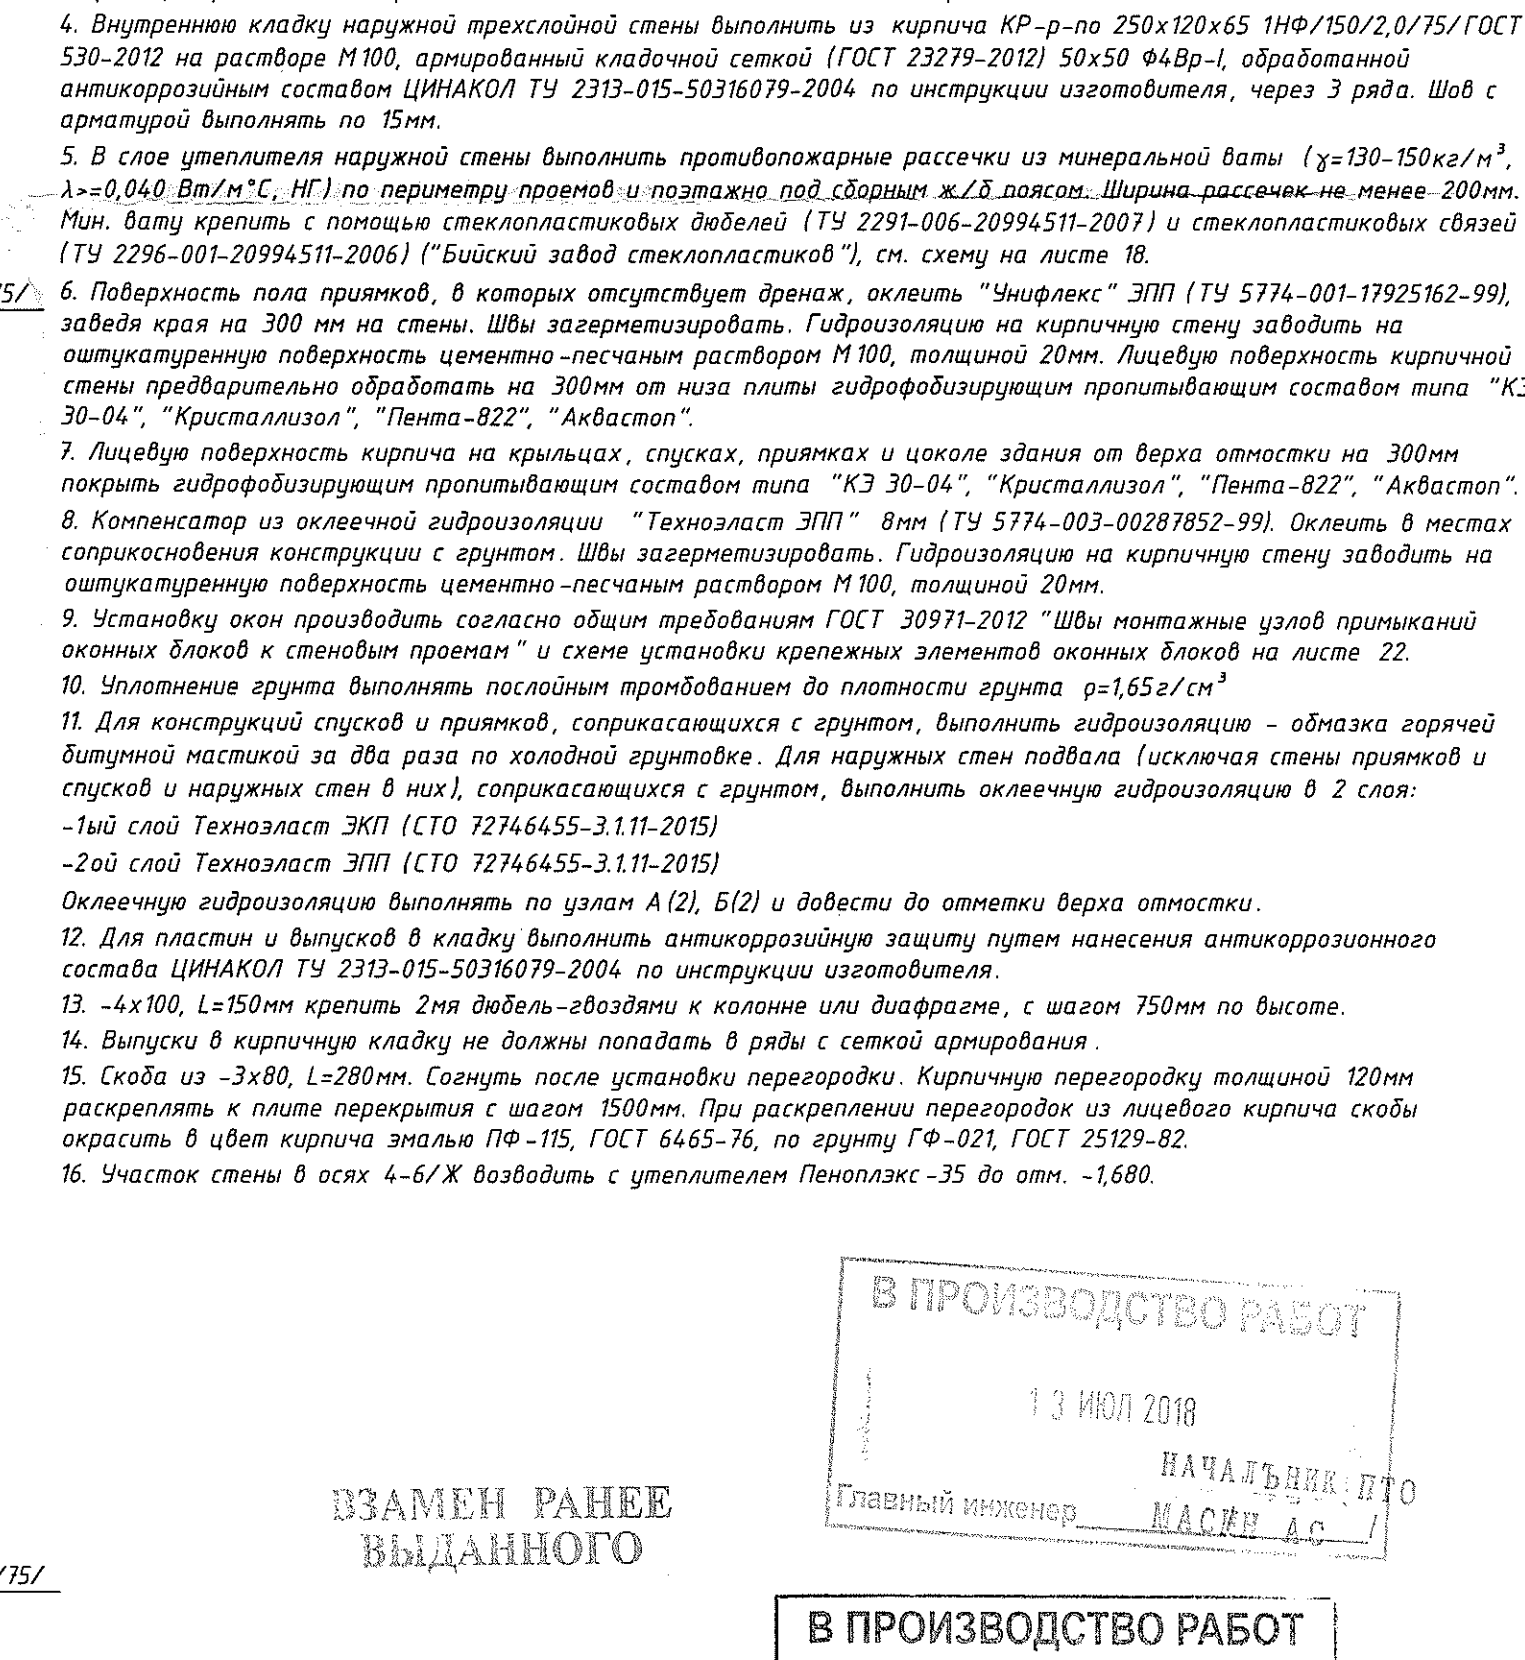 4. Внутреннюю кладку наружной трехслойной стены выполнить из кирпича КР-р-по 250х120х65 1НФ/150/2,0/75/ГОСТ
530-2012 на растворе М100, армированный кладочной сеткой (ГОСТ 23279-2012) 50х50 Ф4Вр-I, обработанной
антикоррозийным составом ЦИНАКОЛ ТУ 2313-015-50316079-2004 по инструкции изготовителя, через 3 ряда. Шов с
арматурой выполнять по 15мм.
5. В слое утеплителя наружной стены выполнить противопожарные рассечки из минеральной ваты (γ=130-150кг/м³,
λ>=0,040 Вт/м°С, НГ) по периметру проемов и поэтажно под сборным ж/б поясом. Ширина рассечек не менее 200мм.
Мин. вату крепить с помощью стеклопластиковых дюбелей (ТУ 2291-006-20994511-2007) и стеклопластиковых связей
(ТУ 2296-001-20994511-2006) ("Бийский завод стеклопластиков"), см. схему на листе 18.
5/
6. Поверхность пола приямков, в которых отсутствует дренаж, оклеить "Унифлекс" ЭПП (ТУ 5774-001-17925162-99),
заведя края на 300 мм на стены. Швы загерметизировать. Гидроизоляцию на кирпичную стену заводить на
оштукатуренную поверхность цементно-песчаным раствором М100, толщиной 20мм. Лицевую поверхность кирпичной
стены предварительно обработать на 300мм от низа плиты гидрофобизирующим пропитывающим составом типа "КЭ
30-04", "Кристаллизол", "Пента-822", "Аквастоп".
7. Лицевую поверхность кирпича на крыльцах, спусках, приямках и цоколе здания от верха отмостки на 300мм
покрыть гидрофобизирующим пропитывающим составом типа "КЭ 30-04", "Кристаллизол", "Пента-822", "Аквастоп".
8. Компенсатор из оклеечной гидроизоляции "Техноэласт ЭПП" 8мм (ТУ 5774-003-00287852-99). Оклеить в местах
соприкосновения конструкции с грунтом. Швы загерметизировать. Гидроизоляцию на кирпичную стену заводить на
оштукатуренную поверхность цементно-песчаным раствором М100, толщиной 20мм.
9. Установку окон производить согласно общим требованиям ГОСТ 30971-2012 "Швы монтажные узлов примыканий
оконных блоков к стеновым проемам" и схеме установки крепежных элементов оконных блоков на листе 22.
10. Уплотнение грунта выполнять послойным тромбованием до плотности грунта ρ=1,65г/см³
11. Для конструкций спусков и приямков, соприкасающихся с грунтом, выполнить гидроизоляцию - обмазка горячей
битумной мастикой за два раза по холодной грунтовке. Для наружных стен подвала (исключая стены приямков и
спусков и наружных стен в них), соприкасающихся с грунтом, выполнить оклеечную гидроизоляцию в 2 слоя:
-1ый слой Техноэласт ЭКП (СТО 72746455-3.1.11-2015)
-2ой слой Техноэласт ЭПП (СТО 72746455-3.1.11-2015)
Оклеечную гидроизоляцию выполнять по узлам А(2), Б(2) и довести до отметки верха отмостки.
12. Для пластин и выпусков в кладку выполнить антикоррозийную защиту путем нанесения антикоррозионного
состава ЦИНАКОЛ ТУ 2313-015-50316079-2004 по инструкции изготовителя.
13. -4х100, L=150мм крепить 2мя дюбель-гвоздями к колонне или диафрагме, с шагом 750мм по высоте.
14. Выпуски в кирпичную кладку не должны попадать в ряды с сеткой армирования.
15. Скоба из -3х80, L=280мм. Согнуть после установки перегородки. Кирпичную перегородку толщиной 120мм
раскреплять к плите перекрытия с шагом 1500мм. При раскреплении перегородок из лицевого кирпича скобы
окрасить в цвет кирпича эмалью ПФ-115, ГОСТ 6465-76, по грунту ГФ-021, ГОСТ 25129-82.
16. Участок стены в осях 4-6/Ж возводить с утеплителем Пеноплэкс-35 до отм. -1,680.
В ПРОИЗВОДСТВО РАБОТ
13 ИЮЛ 2018
НАЧАЛЬНИК ПТО
Главный инженер МАСИН АС /
ВЗАМЕН РАНЕЕ
ВЫДАННОГО
/75/
В ПРОИЗВОДСТВО РАБОТ